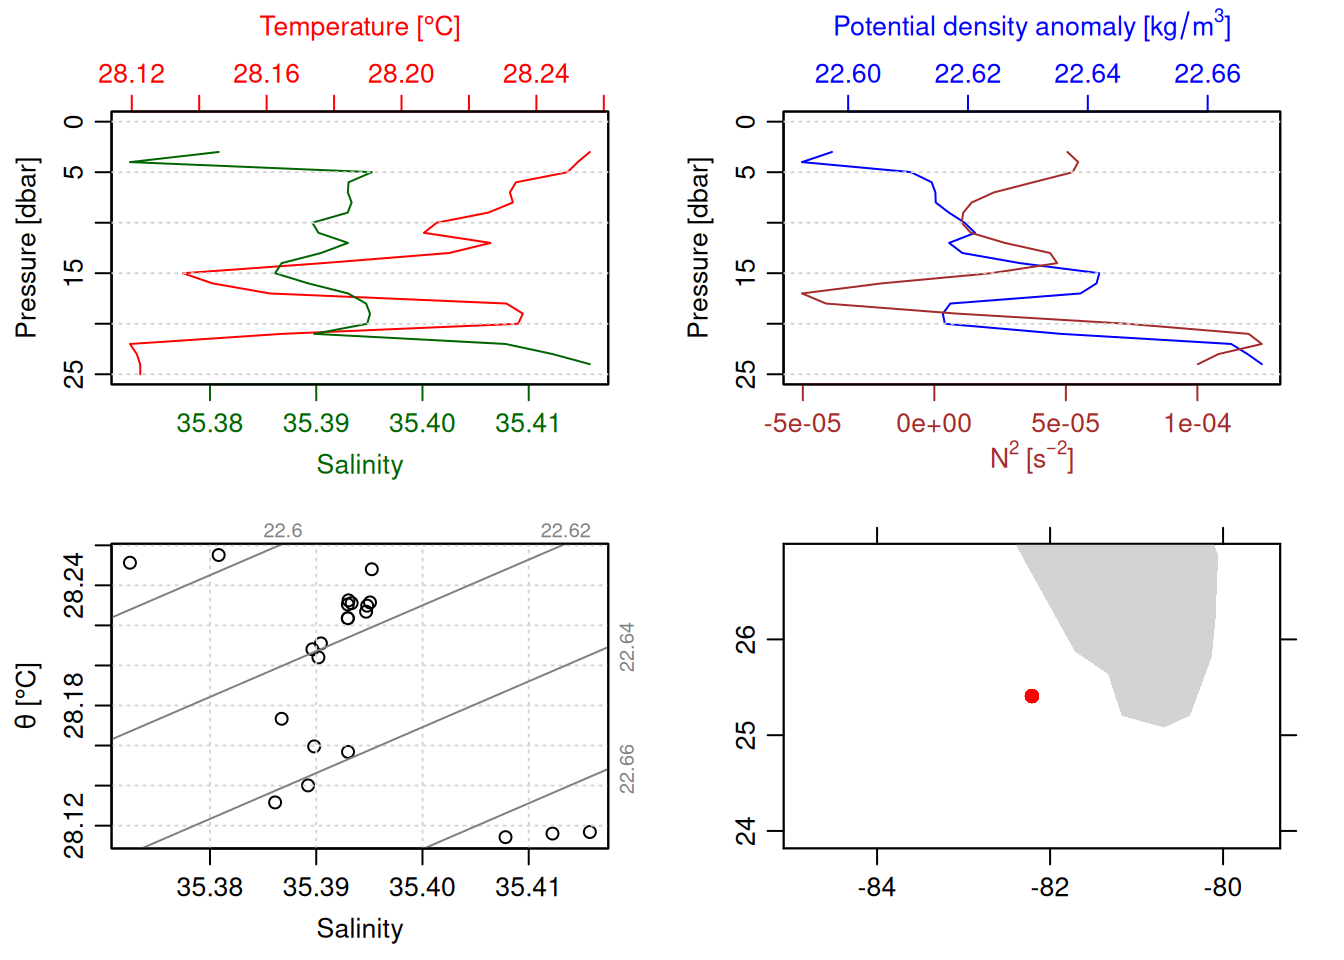 Temperature [°C]
28.12 28.16 28.20 28.24
Pressure [dbar]
0
5
15
25
35.38 35.39 35.40 35.41
Salinity
Potential density anomaly [kg/m³]
22.60 22.62 22.64 22.66
Pressure [dbar]
0
5
15
25
-5e-05 0e+00 5e-05 1e-04
N² [s⁻²]
22.6 22.62
22.64
22.66
θ [°C]
28.24
28.18
28.12
35.38 35.39 35.40 35.41
Salinity
26
25
24
-84 -82 -80